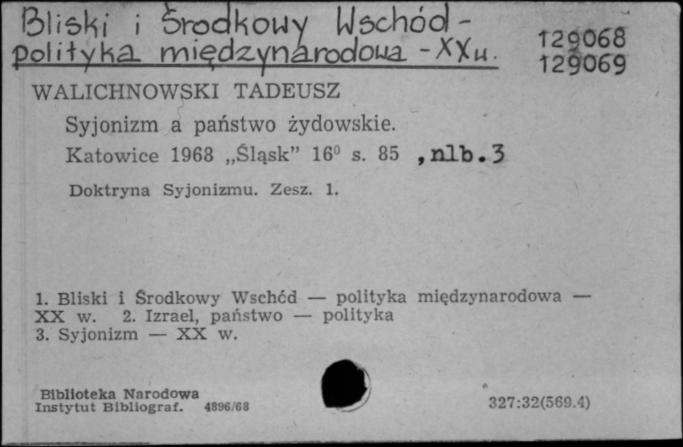 Bliski i Środkowy Wschód -
polityka międzynarodowa - XX w.
129068
129069
WALICHNOWSKI TADEUSZ
Syjonizm a państwo żydowskie.
Katowice 1968 „Śląsk” 16⁰ s. 85 , nlb. 3
Doktryna Syjonizmu. Zesz. 1.
1. Bliski i Środkowy Wschód — polityka międzynarodowa —
XX w. 2. Izrael, państwo — polityka
3. Syjonizm — XX w.
Biblioteka Narodowa
Instytut Bibliograf. 4896/68
327:32(569.4)